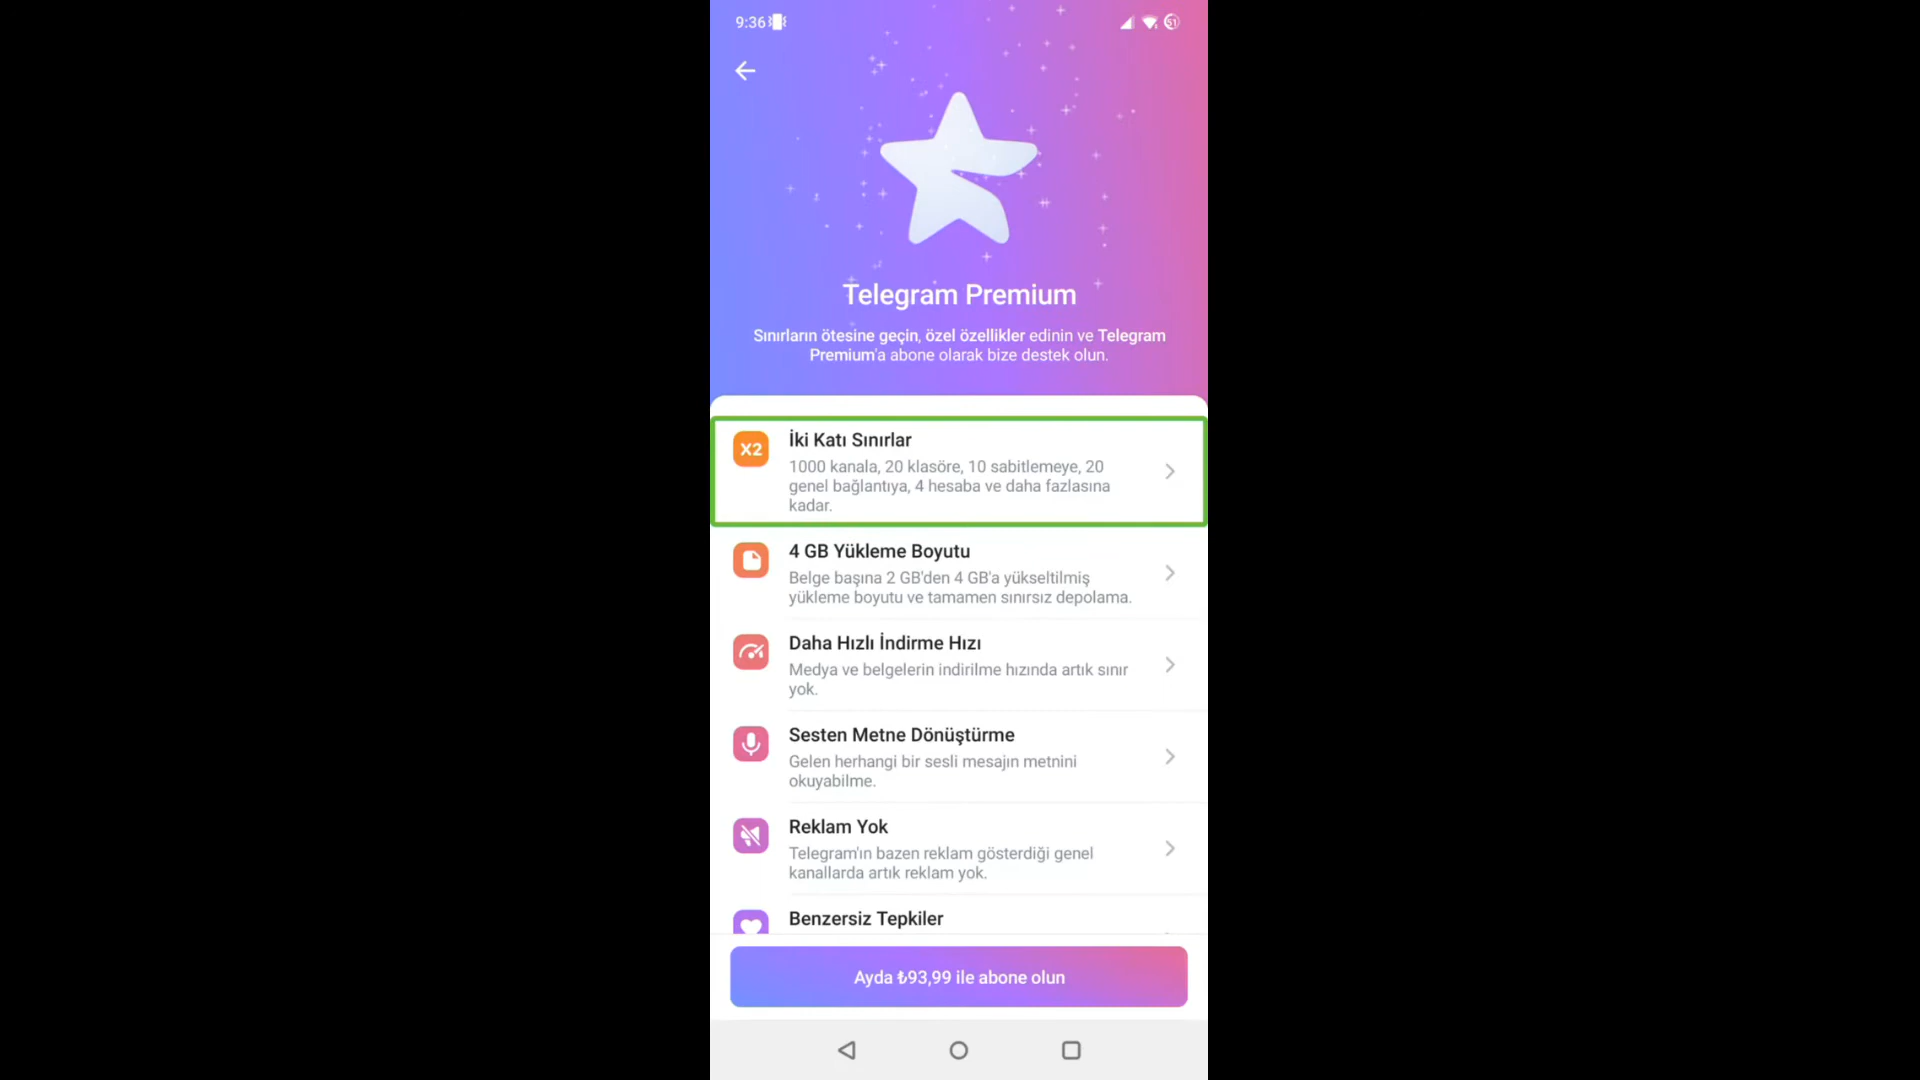 9:36
51
Telegram Premium
Sınırların ötesine geçin, özel özellikler edinin ve Telegram
Premium'a abone olarak bize destek olun.
X2
İki Katı Sınırlar
1000 kanala, 20 klasöre, 10 sabitlemeye, 20
genel bağlantıya, 4 hesaba ve daha fazlasına
kadar.
4 GB Yükleme Boyutu
Belge başına 2 GB'den 4 GB'a yükseltilmiş
yükleme boyutu ve tamamen sınırsız depolama.
Daha Hızlı İndirme Hızı
Medya ve belgelerin indirilme hızında artık sınır
yok.
Sesten Metne Dönüştürme
Gelen herhangi bir sesli mesajın metnini
okuyabilme.
Reklam Yok
Telegram'ın bazen reklam gösterdiği genel
kanallarda artık reklam yok.
Benzersiz Tepkiler
Ayda ₺93,99 ile abone olun